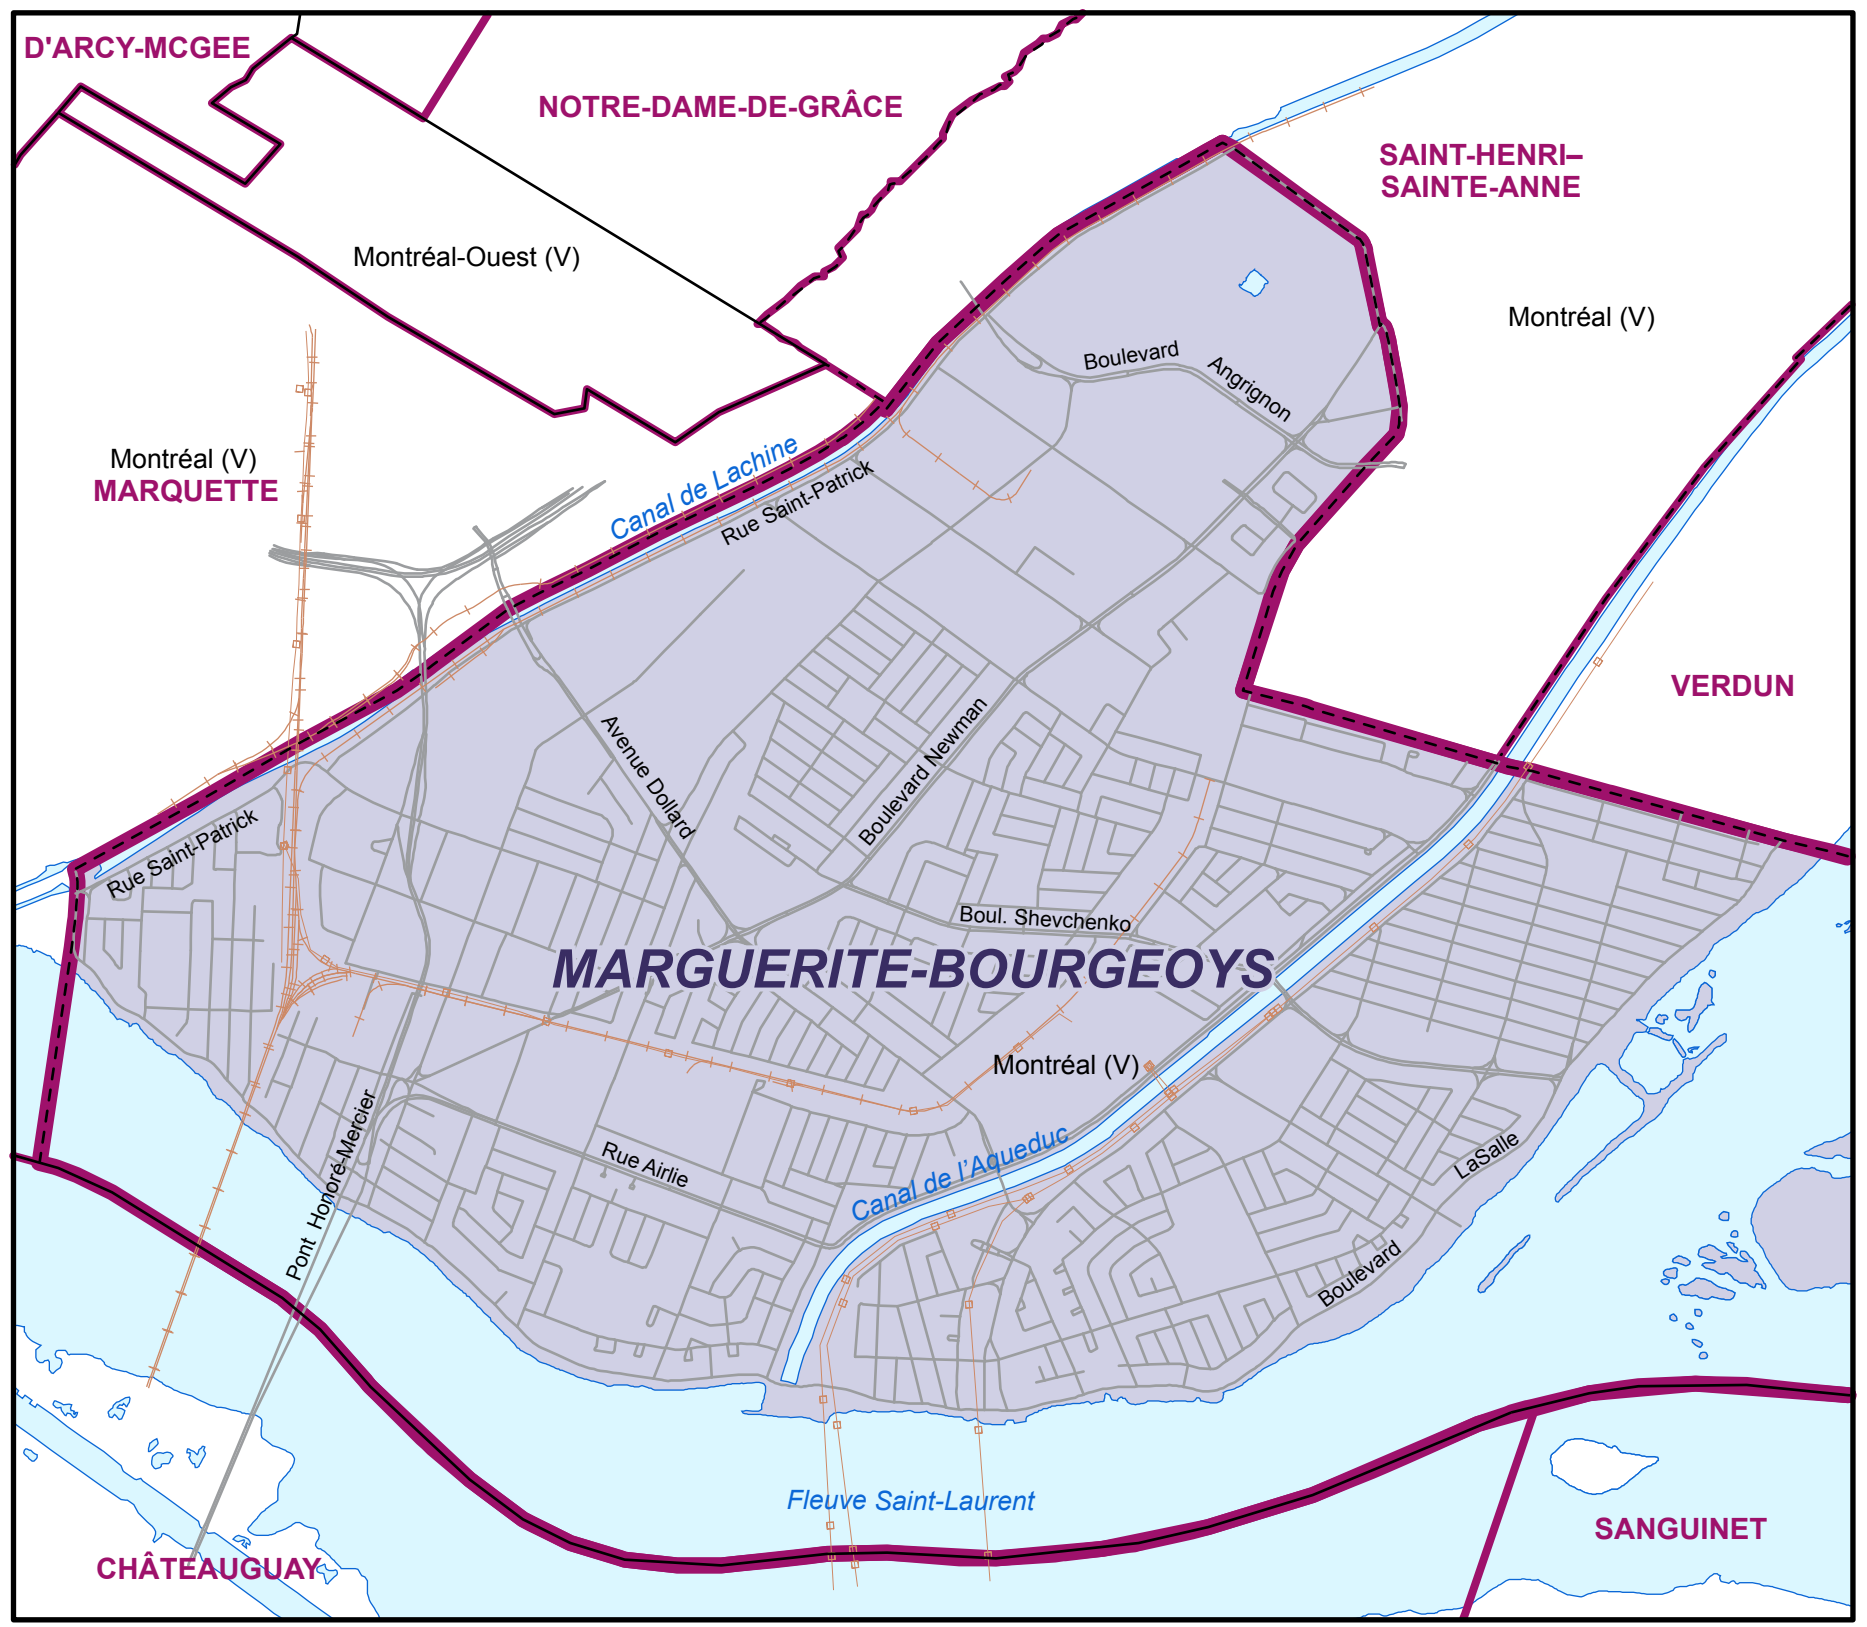 D'ARCY-MCGEE
NOTRE-DAME-DE-GRÂCE
SAINT-HENRI–
SAINTE-ANNE
Montréal-Ouest (V)
Montréal (V)
Boulevard
Angrignon
Montréal (V)
MARQUETTE
Canal de Lachine
Rue Saint-Patrick
VERDUN
Avenue Dollard
Boulevard Newman
Rue Saint-Patrick
Boul. Shevchenko
MARGUERITE-BOURGEOYS
Montréal (V)
Pont Honoré-Mercier
Rue Airlie
Canal de l'Aqueduc
LaSalle
Boulevard
Fleuve Saint-Laurent
SANGUINET
CHÂTEAUGUAY